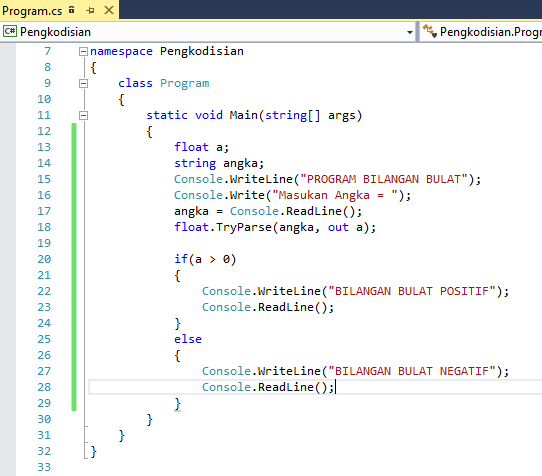 Program.cs
C# Pengkodisian Pengkodisian.Progr
7 namespace Pengkodisian
8 {
9 class Program
10 {
11 static void Main(string[] args)
12 {
13 float a;
14 string angka;
15 Console.WriteLine("PROGRAM BILANGAN BULAT");
16 Console.Write("Masukan Angka = ");
17 angka = Console.ReadLine();
18 float.TryParse(angka, out a);
19
20 if(a > 0)
21 {
22 Console.WriteLine("BILANGAN BULAT POSITIF");
23 Console.ReadLine();
24 }
25 else
26 {
27 Console.WriteLine("BILANGAN BULAT NEGATIF");
28 Console.ReadLine();
29 }
30 }
31 }
32 }
33